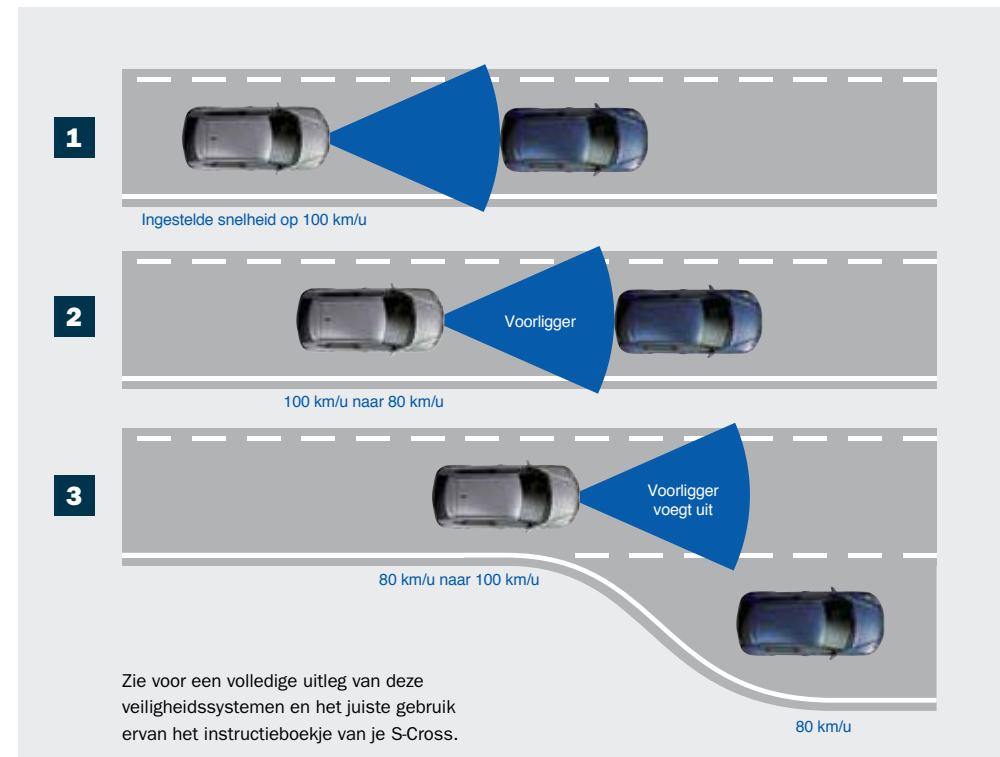 1
Ingestelde snelheid op 100 km/u
2
Voorligger
100 km/u naar 80 km/u
3
Voorligger
voegt uit
80 km/u naar 100 km/u
Zie voor een volledige uitleg van deze
veiligheidssystemen en het juiste gebruik
ervan het instructieboekje van je S-Cross.
80 km/u